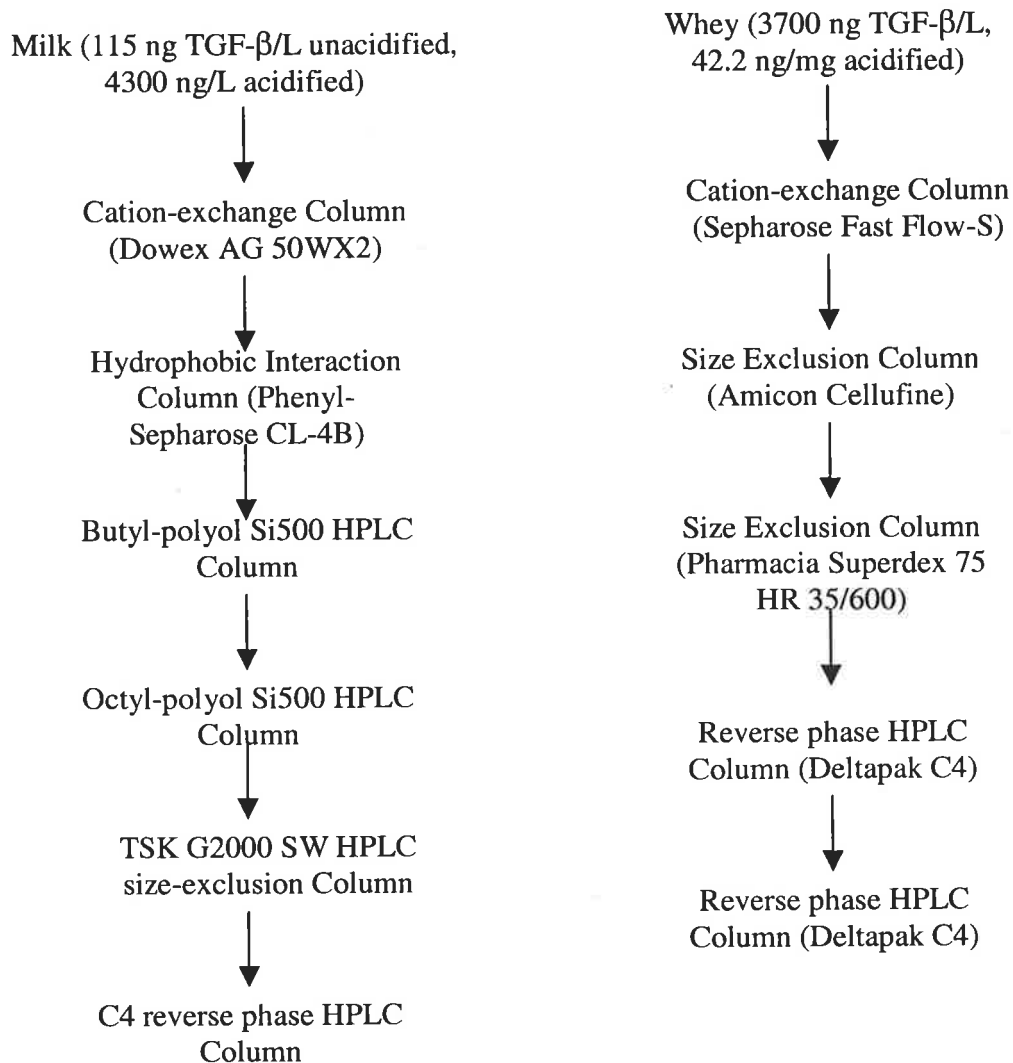 Milk (115 ng TGF-β/L unacidified,
4300 ng/L acidified)
Cation-exchange Column
(Dowex AG 50WX2)
Hydrophobic Interaction
Column (Phenyl-
Sepharose CL-4B)
Butyl-polyol Si500 HPLC
Column
Octyl-polyol Si500 HPLC
Column
TSK G2000 SW HPLC
size-exclusion Column
C4 reverse phase HPLC
Column
Whey (3700 ng TGF-β/L,
42.2 ng/mg acidified)
Cation-exchange Column
(Sepharose Fast Flow-S)
Size Exclusion Column
(Amicon Cellufine)
Size Exclusion Column
(Pharmacia Superdex 75
HR 35/600)
Reverse phase HPLC
Column (Deltapak C4)
Reverse phase HPLC
Column (Deltapak C4)